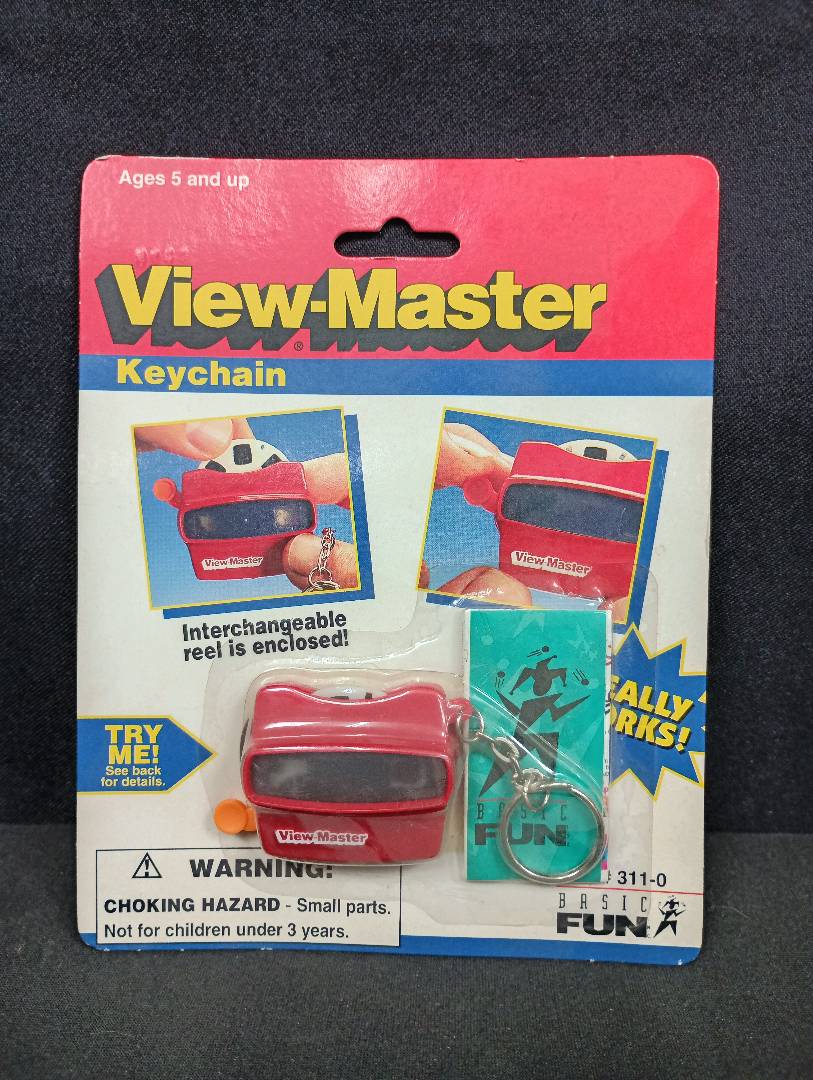 Ages 5 and up
View-Master
®
Keychain
View-Master
View-Master
Interchangeable
reel is enclosed!
TRY
ME!
See back
for details.
View-Master
BASIC
FUN
WARNING!
CHOKING HAZARD - Small parts.
Not for children under 3 years.
# 311-0
BASIC
FUN